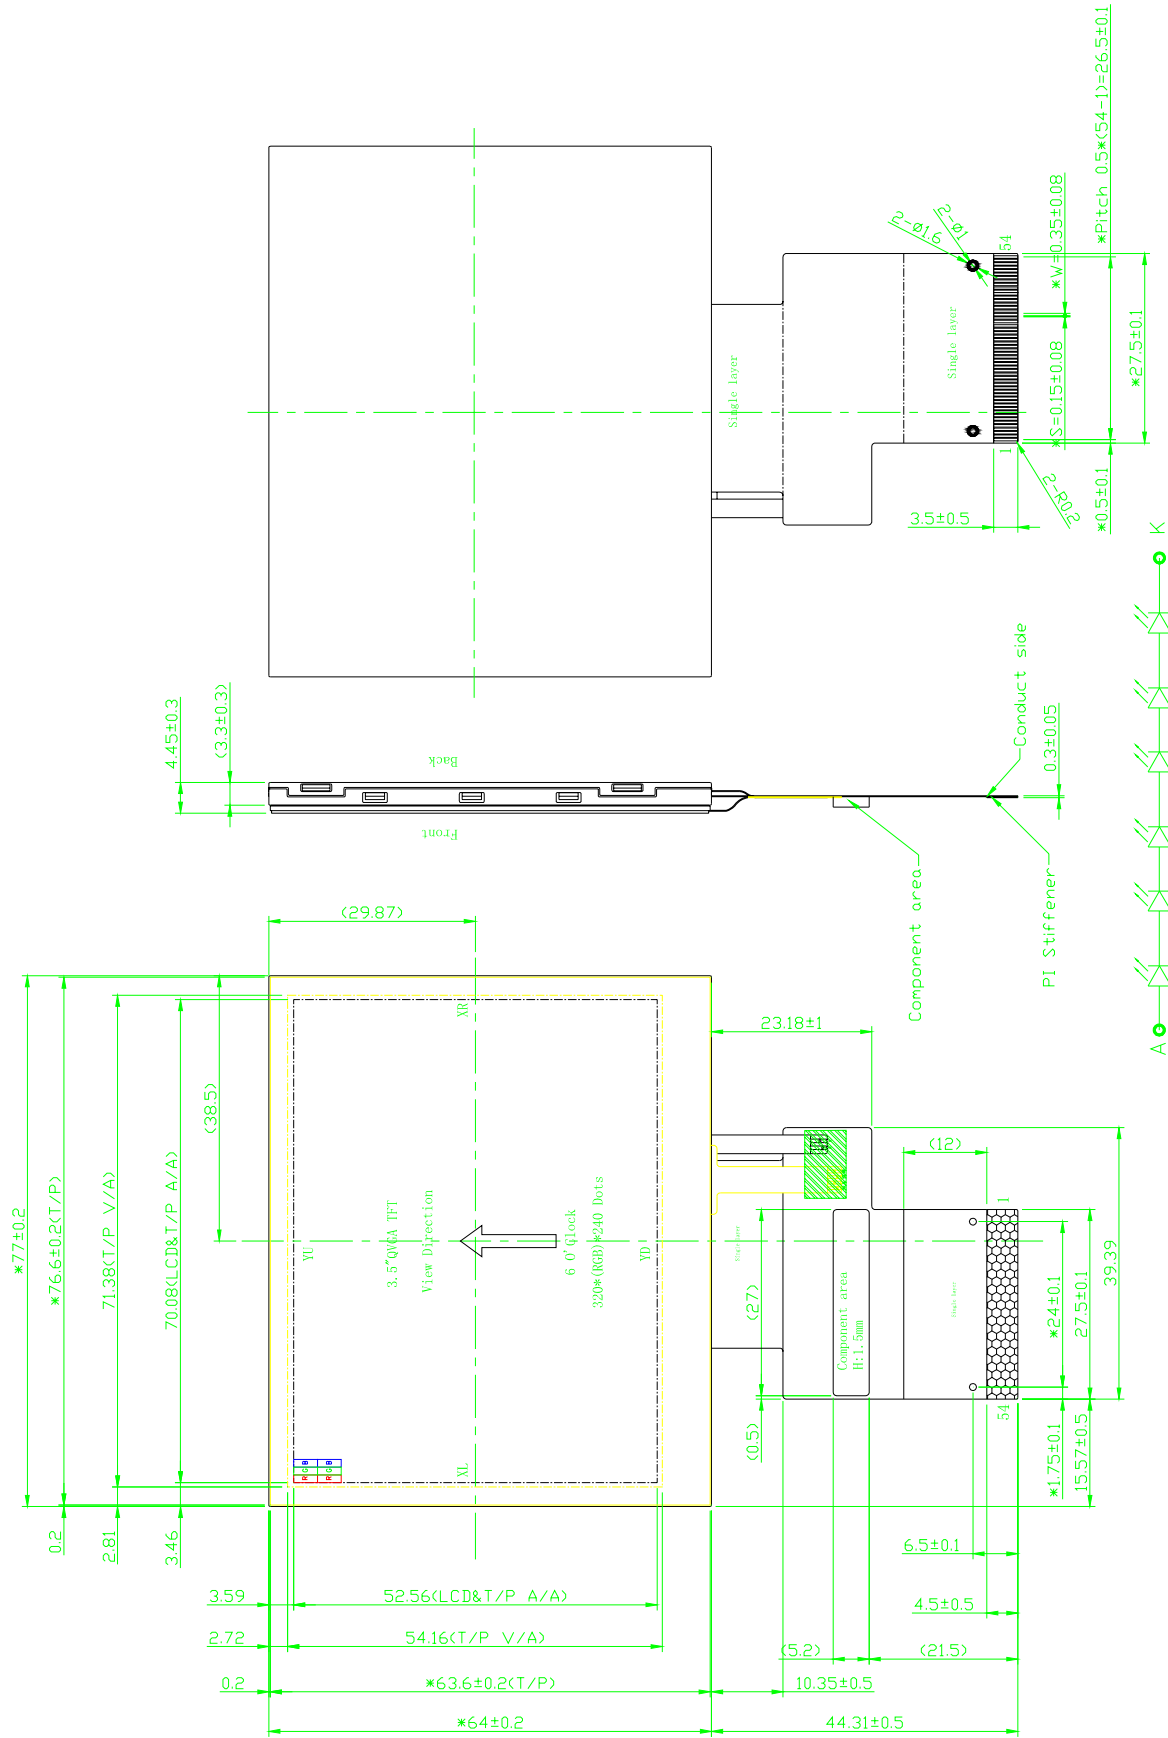 *Pitch 0.5*(54-1)=26.5±0.1
*W=0.35±0.08
2-ø1
2-ø1.6
54
Single layer
Single layer
*27.5±0.1
*S=0.15±0.08
1
2-R0.2
*0.5±0.1
3.5±0.5
K
A
4.45±0.3
(3.3±0.3)
Back
Front
Conduct side
0.3±0.05
Component area
PI Stiffener
(29.87)
23.18±1
*77±0.2
*76.6±0.2(T/P)
71.38(T/P V/A)
70.08(LCD&T/P A/A)
(38.5)
XR
YU
3.5"QVGA TFT
View Direction
6 O'Clock
320*(RGB)*240 Dots
YD
XL
R G B
R G B
Single layer
(12)
1
(27)
Component area
H:1.5mm
Single layer
*24±0.1
27.5±0.1
39.39
54
(0.5)
*1.75±0.1
15.57±0.5
0.2
2.81
3.46
6.5±0.1
4.5±0.5
3.59
52.56(LCD&T/P A/A)
2.72
54.16(T/P V/A)
(5.2)
(21.5)
0.2
*63.6±0.2(T/P)
10.35±0.5
*64±0.2
44.31±0.5